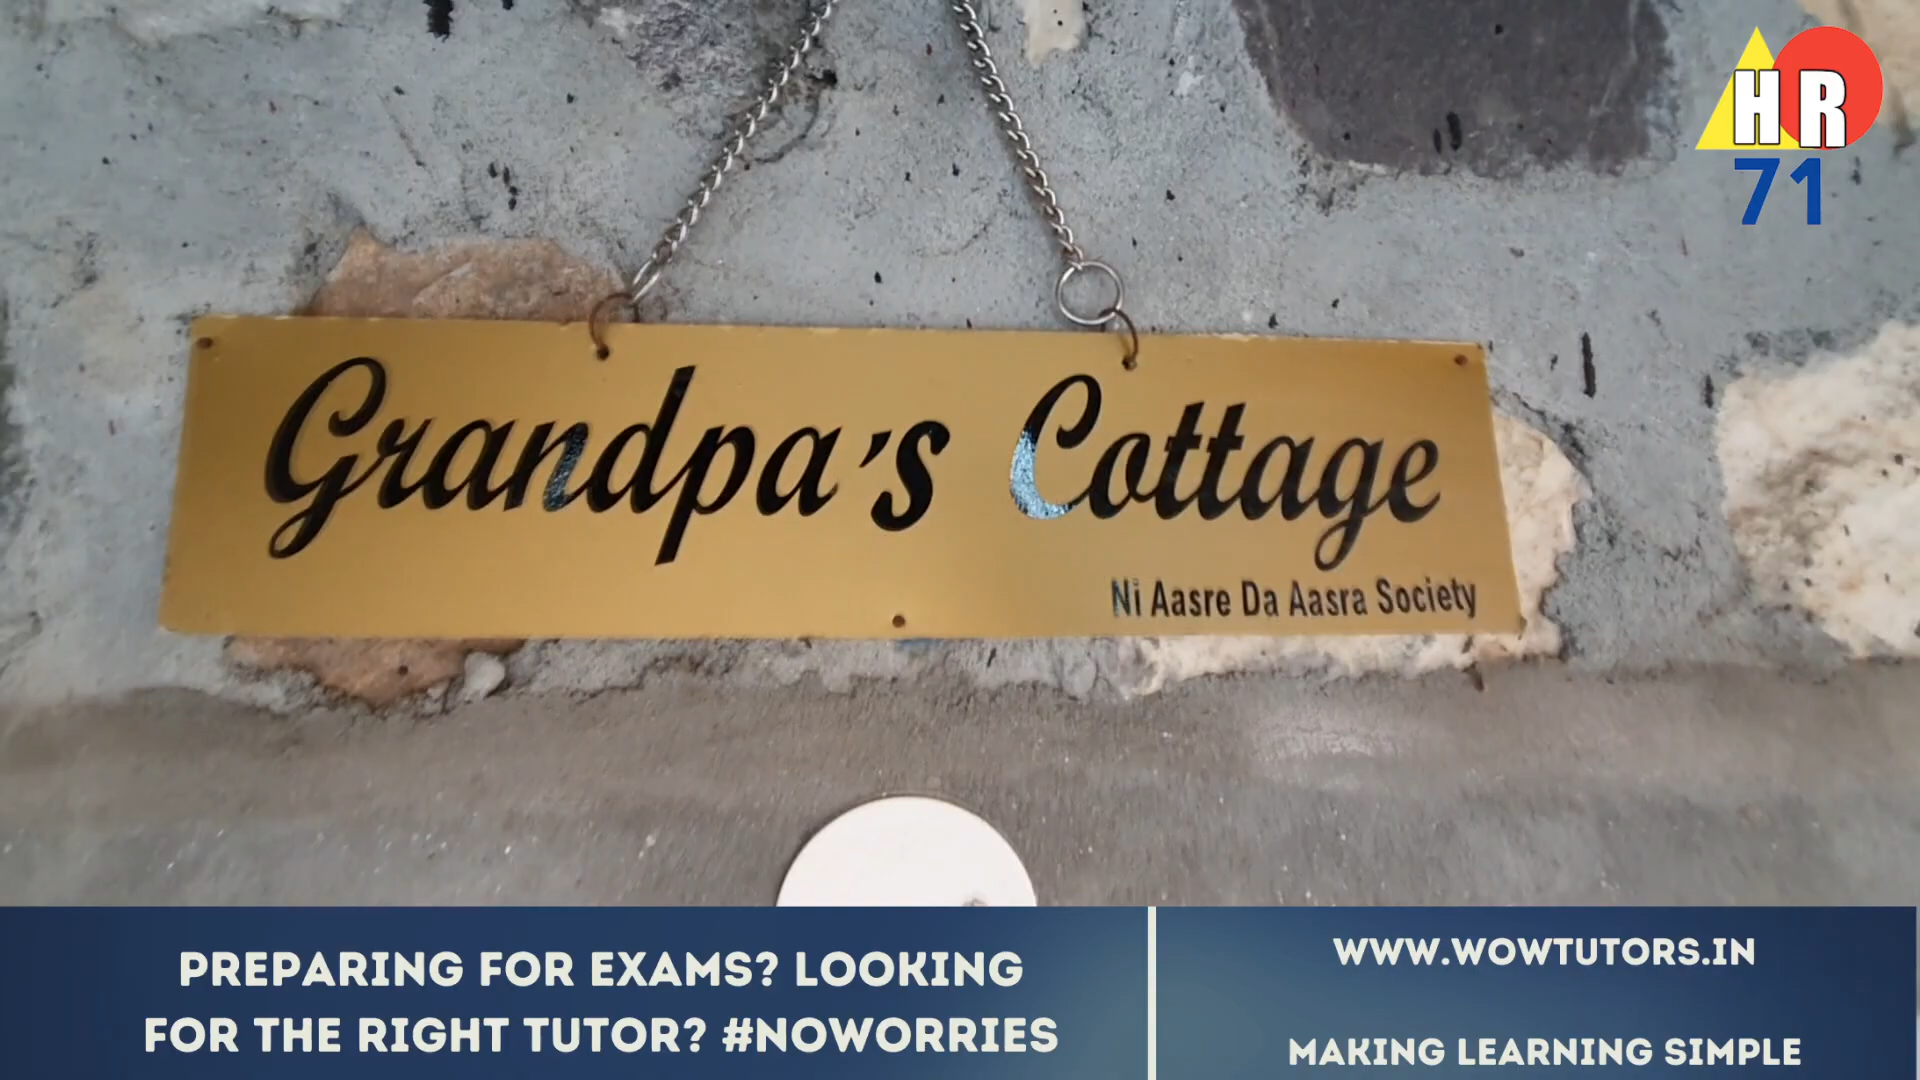 HR
71
Grandpa's Cottage
Ni Aasre Da Aasra Society
PREPARING FOR EXAMS? LOOKING
FOR THE RIGHT TUTOR? #NOWORRIES
WWW.WOWTUTORS.IN
MAKING LEARNING SIMPLE